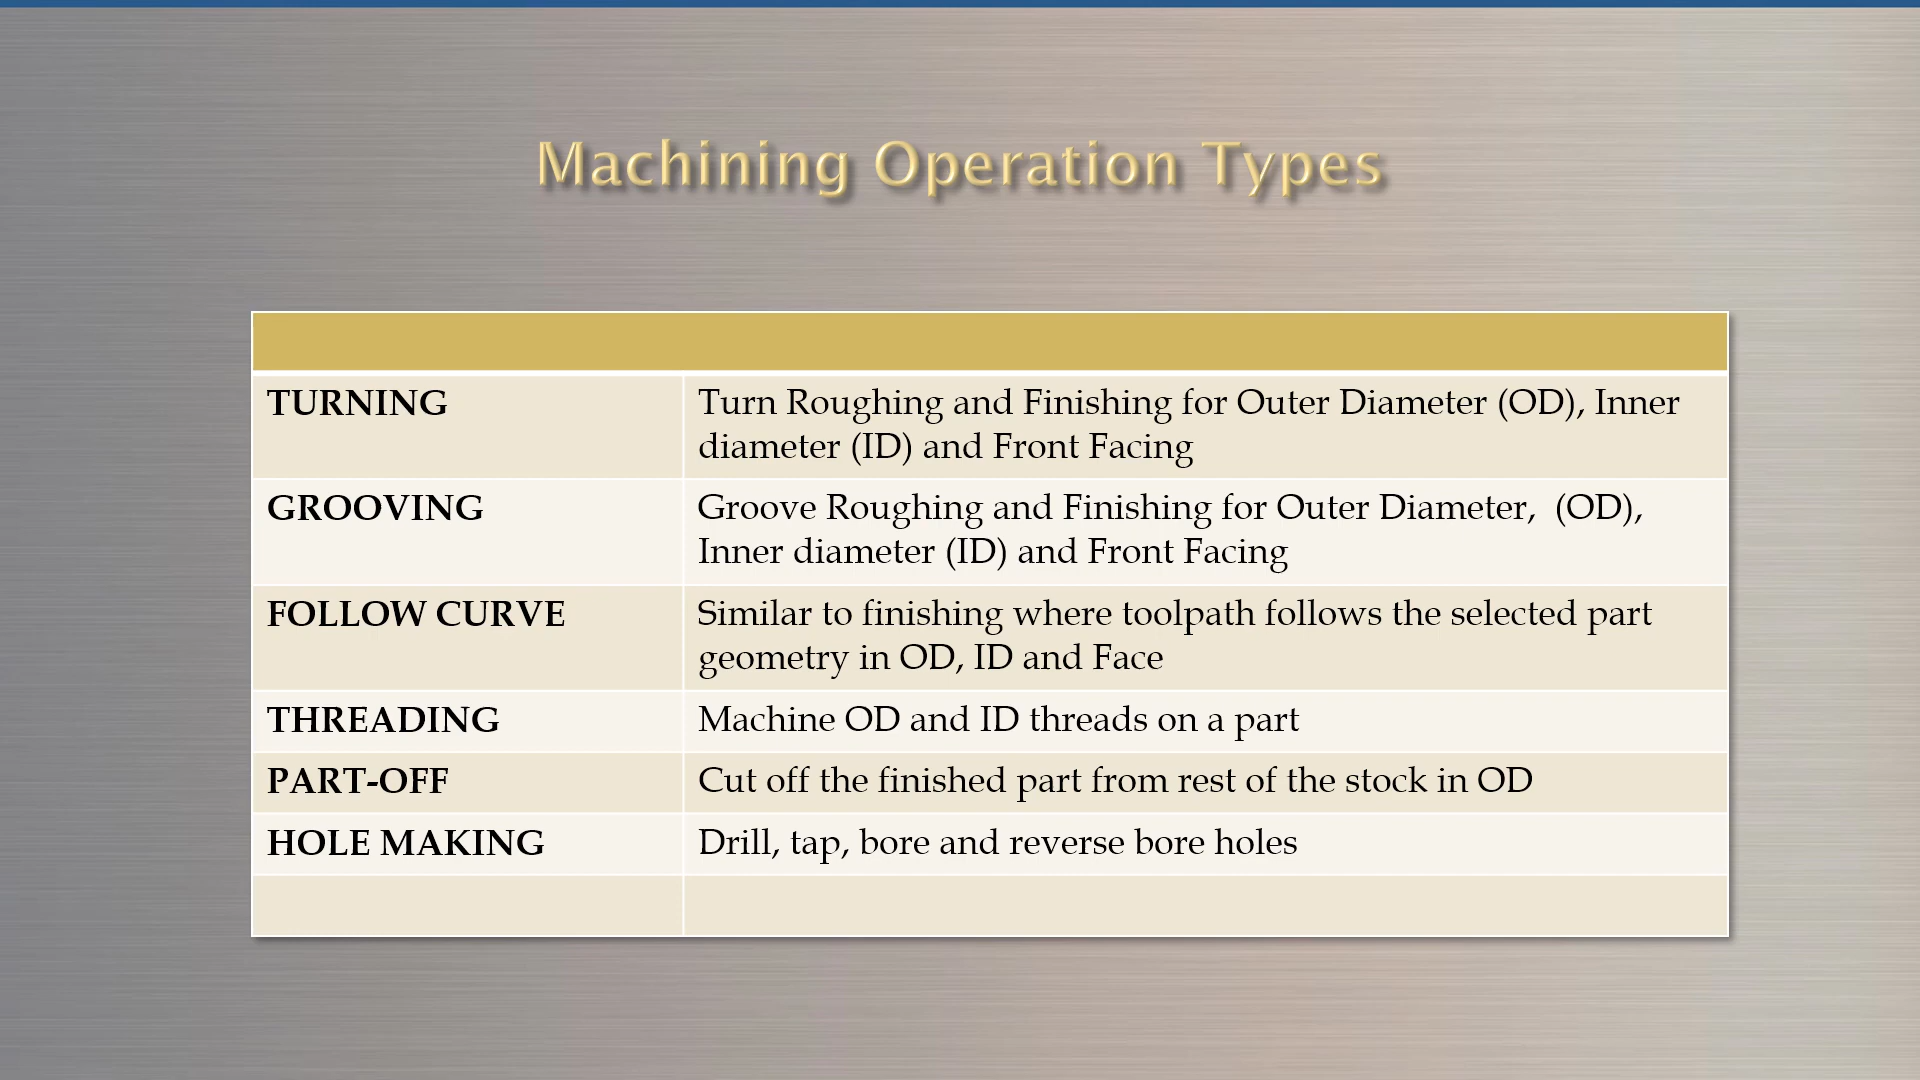 Machining Operation Types
TURNING
Turn Roughing and Finishing for Outer Diameter (OD), Inner
diameter (ID) and Front Facing
GROOVING
Groove Roughing and Finishing for Outer Diameter,  (OD),
Inner diameter (ID) and Front Facing
FOLLOW CURVE
Similar to finishing where toolpath follows the selected part
geometry in OD, ID and Face
THREADING
Machine OD and ID threads on a part
PART-OFF
Cut off the finished part from rest of the stock in OD
HOLE MAKING
Drill, tap, bore and reverse bore holes